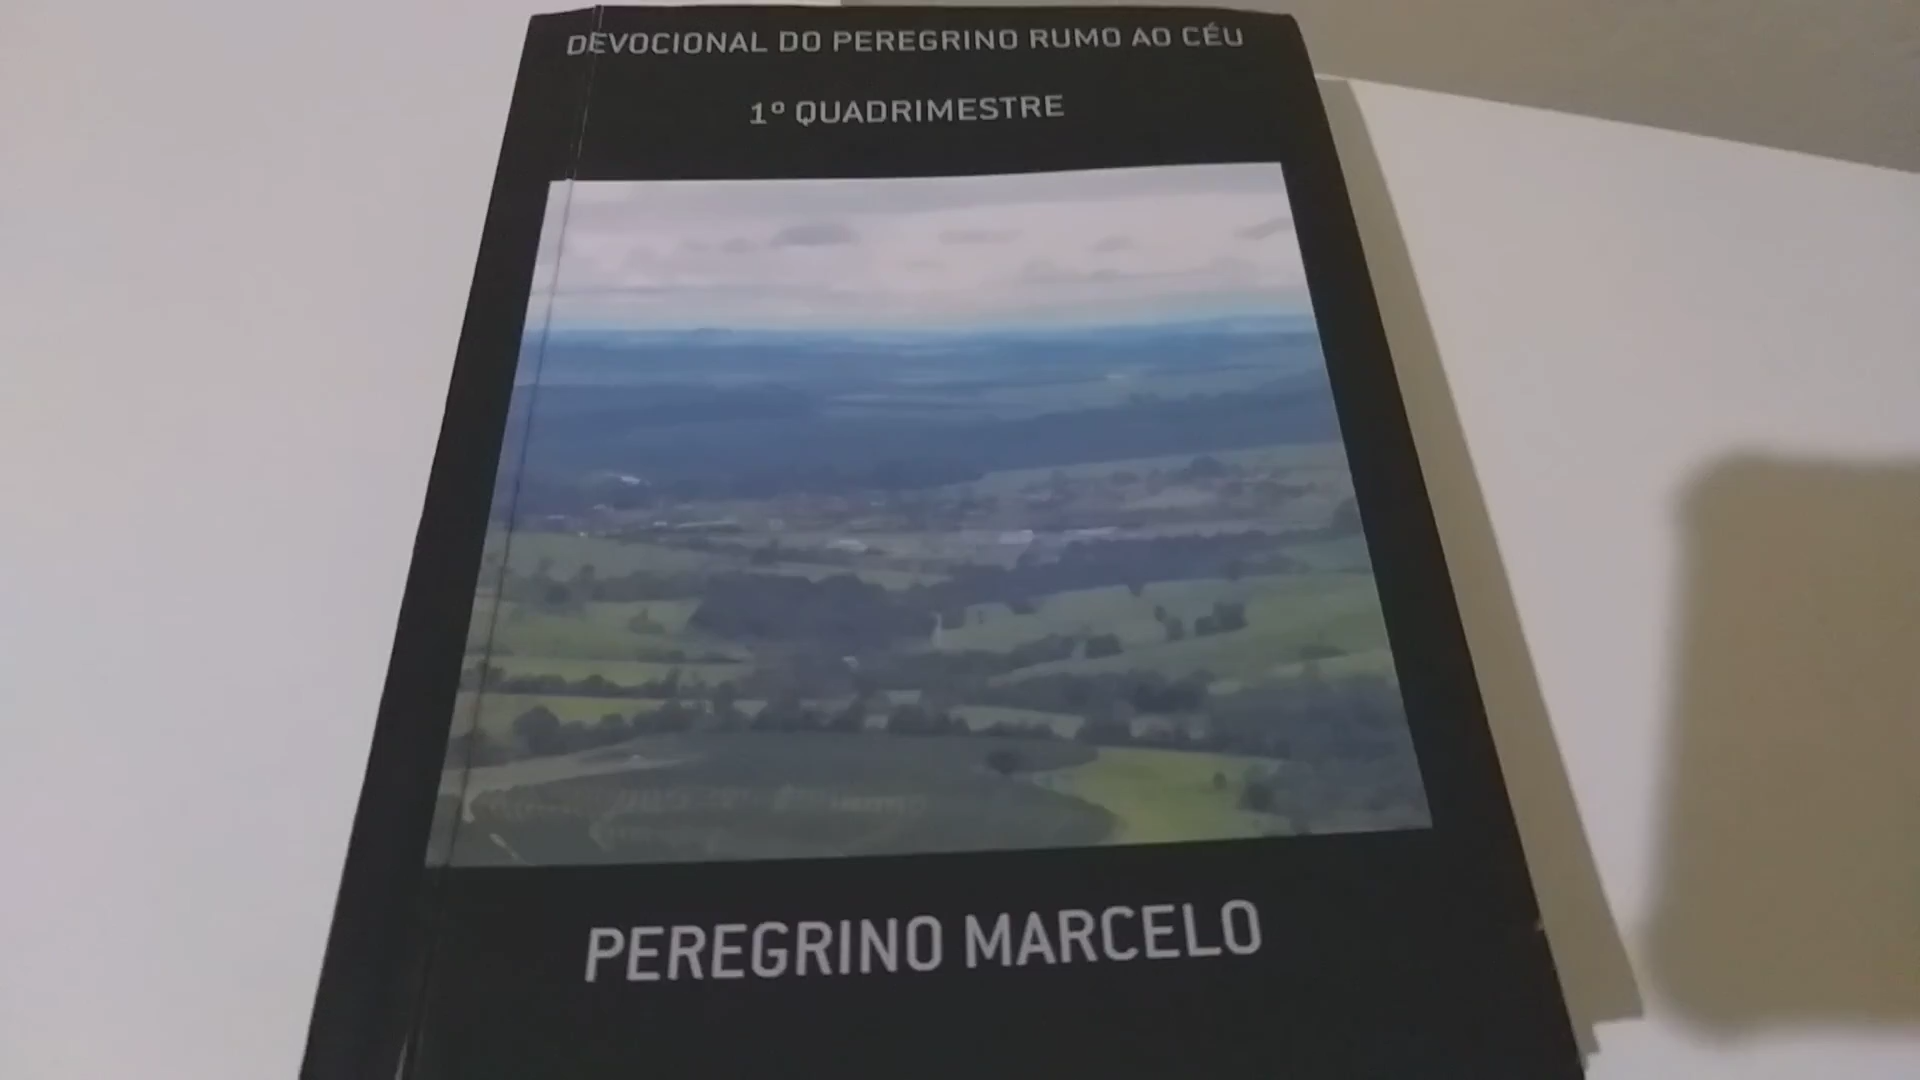 DEVOCIONAL DO PEREGRINO RUMO AO CÉU
1º QUADRIMESTRE
PEREGRINO MARCELO